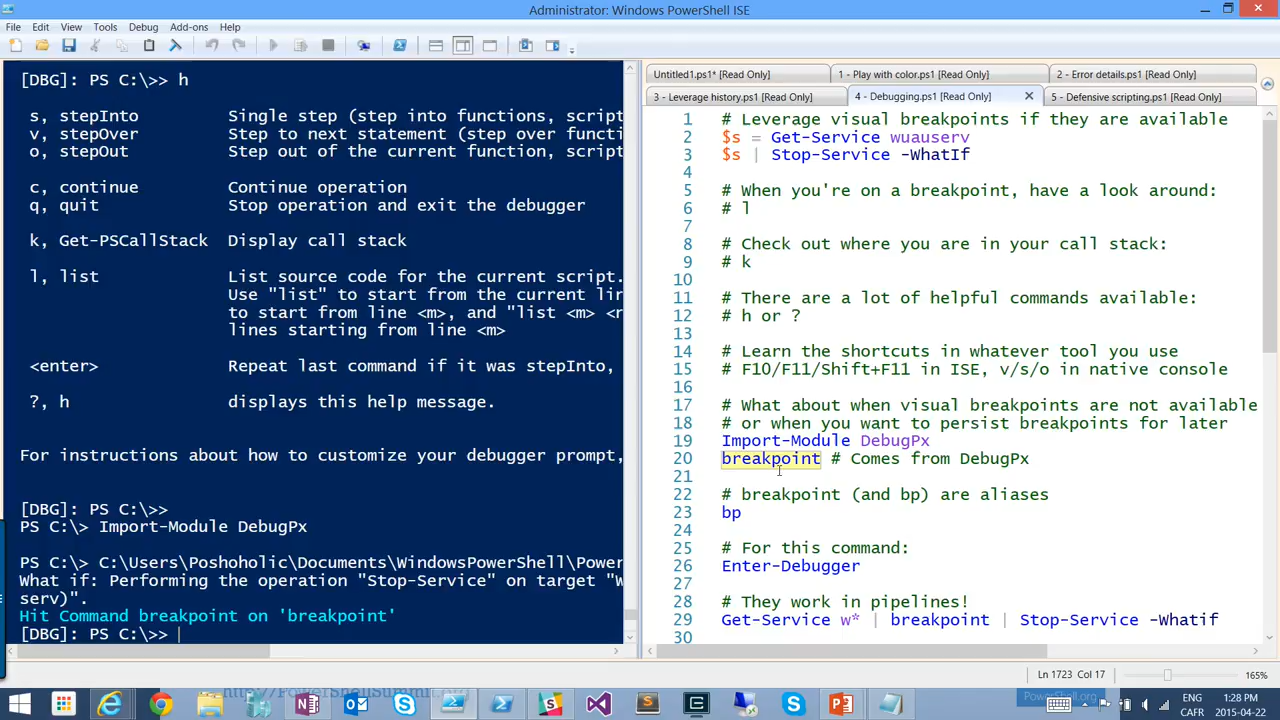 Administrator: Windows PowerShell ISE
File Edit View Tools Debug Add-ons Help
[DBG]: PS C:\>> h
s, stepInto Single step (step into functions, script
v, stepOver Step to next statement (step over functi
o, stepOut Step out of the current function, script
c, continue Continue operation
q, quit Stop operation and exit the debugger
k, Get-PSCallStack Display call stack
l, list List source code for the current script.
Use "list" to start from the current lin
to start from line <m>, and "list <m> <n
lines starting from line <m>
<enter> Repeat last command if it was stepInto,
?, h displays this help message.
For instructions about how to customize your debugger prompt,
[DBG]: PS C:\>>
PS C:\> Import-Module DebugPx
PS C:\> C:\Users\Poshoholic\Documents\WindowsPowerShell\Power
What if: Performing the operation "Stop-Service" on target "W
serv)".
Hit Command breakpoint on 'breakpoint'
[DBG]: PS C:\>>
Untitled1.ps1* [Read Only] 1 - Play with color.ps1 [Read Only] 2 - Error details.ps1 [Read Only]
3 - Leverage history.ps1 [Read Only] 4 - Debugging.ps1 [Read Only] 5 - Defensive scripting.ps1 [Read Only]
1 # Leverage visual breakpoints if they are available
2 $s = Get-Service wuauserv
3 $s | Stop-Service -WhatIf
4
5 # When you're on a breakpoint, have a look around:
6 # l
7
8 # Check out where you are in your call stack:
9 # k
10
11 # There are a lot of helpful commands available:
12 # h or ?
13
14 # Learn the shortcuts in whatever tool you use
15 # F10/F11/Shift+F11 in ISE, v/s/o in native console
16
17 # What about when visual breakpoints are not available
18 # or when you want to persist breakpoints for later
19 Import-Module DebugPx
20 breakpoint # Comes from DebugPx
21
22 # breakpoint (and bp) are aliases
23 bp
24
25 # For this command:
26 Enter-Debugger
27
28 # They work in pipelines!
29 Get-Service w* | breakpoint | Stop-Service -Whatif
30
Ln 1723 Col 17 165%
http://PowerShellSummit.org
PowerShell.org
ENG
CAFR
1:28 PM
2015-04-22